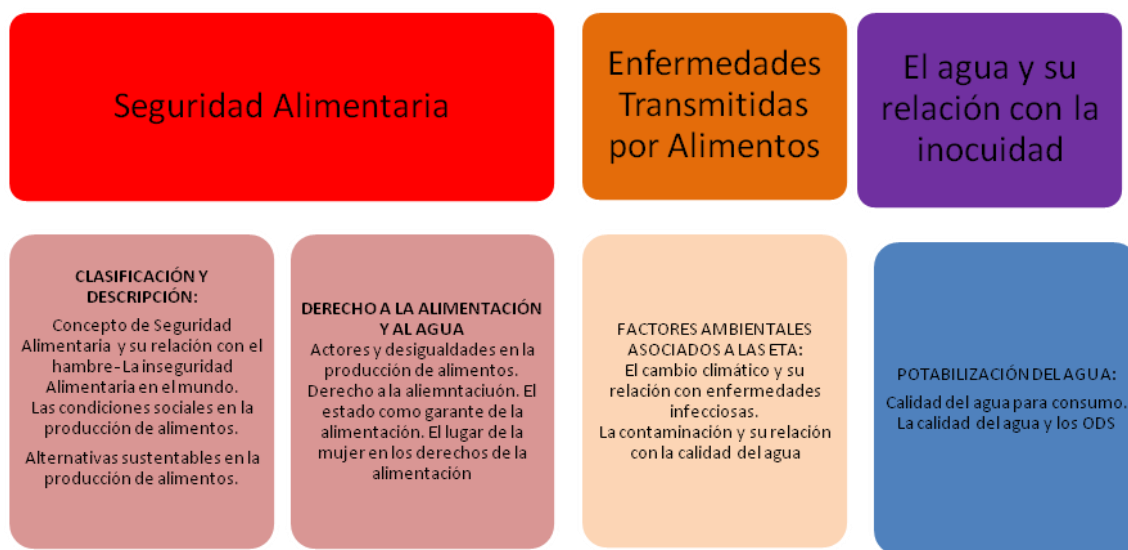 Seguridad Alimentaria
Enfermedades
Transmitidas
por Alimentos
El agua y su
relación con la
inocuidad
CLASIFICACIÓN Y
DESCRIPCIÓN:
Concepto de Seguridad
Alimentaria y su relación con el
hambre- La inseguridad
Alimentaria en el mundo.
Las condiciones sociales en la
producción de alimentos.
Alternativas sustentables en la
producción de alimentos.
DERECHO A LA ALIMENTACIÓN
Y AL AGUA
Actores y desigualdades en la
producción de alimentos.
Derecho a la aliemntaciuón. El
estado como garante de la
alimentación. El lugar de la
mujer en los derechos de la
alimentación
FACTORES AMBIENTALES
ASOCIADOS A LAS ETA:
El cambio climático y su
relación con enfermedades
infecciosas.
La contaminación y su relación
con la calidad del agua
POTABILIZACIÓN DEL AGUA:
Calidad del agua para consumo.
La calidad del agua y los ODS